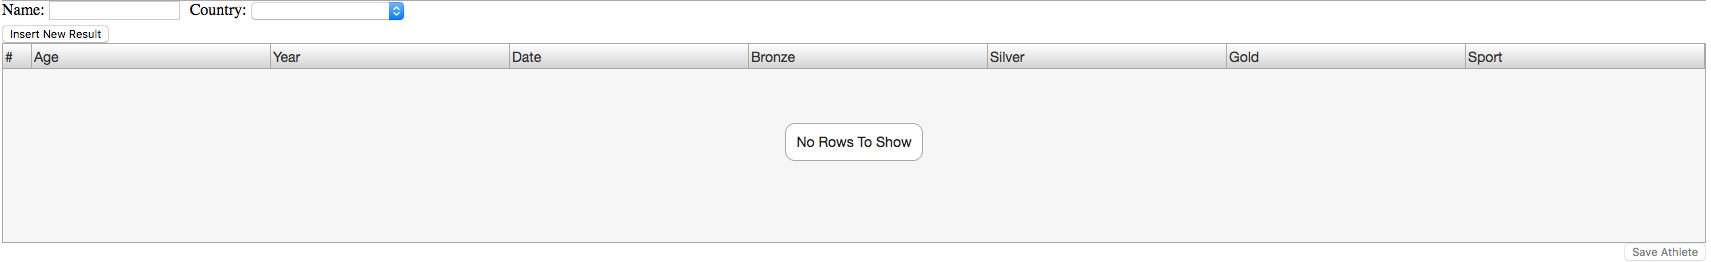 Name: Country:
Insert New Result
# Age Year Date Bronze Silver Gold Sport
No Rows To Show
Save Athlete